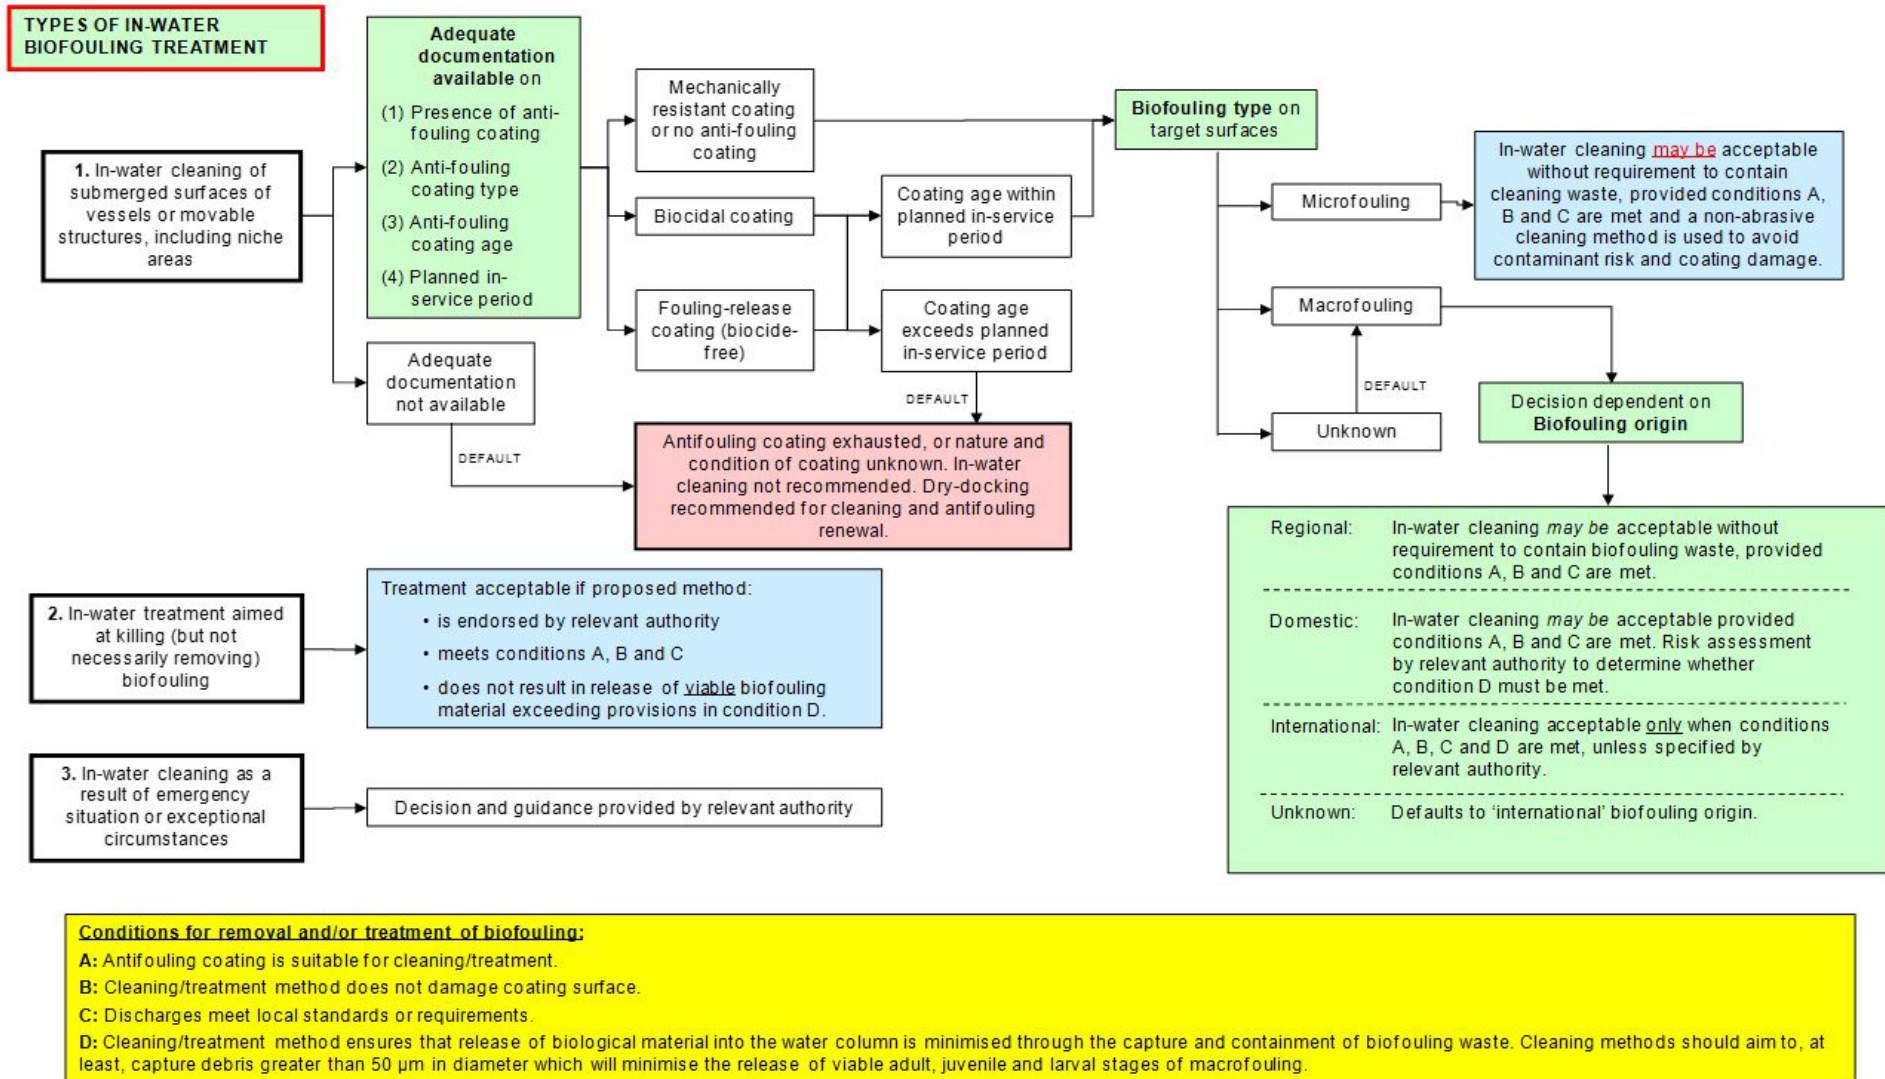 TYPES OF IN-WATER
BIOFOULING TREATMENT
1. In-water cleaning of
submerged surfaces of
vessels or movable
structures, including niche
areas
Adequate
documentation
available on
(1) Presence of anti-
fouling coating
(2) Anti-fouling
coating type
(3) Anti-fouling
coating age
(4) Planned in-
service period
Adequate
documentation
not available
DEFAULT
Mechanically
resistant coating
or no anti-fouling
coating
Biocidal coating
Fouling-release
coating (biocide-
free)
Coating age within
planned in-service
period
Coating age
exceeds planned
in-service period
DEFAULT
Antifouling coating exhausted, or nature and
condition of coating unknown. In-water
cleaning not recommended. Dry-docking
recommended for cleaning and antifouling
renewal.
Biofouling type on
target surfaces
Microfouling
Macrofouling
DEFAULT
Unknown
In-water cleaning may be acceptable
without requirement to contain
cleaning waste, provided conditions A,
B and C are met and a non-abrasive
cleaning method is used to avoid
contaminant risk and coating damage.
Decision dependent on
Biofouling origin
Regional: In-water cleaning may be acceptable without
requirement to contain biofouling waste, provided
conditions A, B and C are met.
Domestic: In-water cleaning may be acceptable provided
conditions A, B and C are met. Risk assessment
by relevant authority to determine whether
condition D must be met.
International: In-water cleaning acceptable only when conditions
A, B, C and D are met, unless specified by
relevant authority.
Unknown: Defaults to ‘international’ biofouling origin.
2. In-water treatment aimed
at killing (but not
necessarily removing)
biofouling
Treatment acceptable if proposed method:
• is endorsed by relevant authority
• meets conditions A, B and C
• does not result in release of viable biofouling
material exceeding provisions in condition D.
3. In-water cleaning as a
result of emergency
situation or exceptional
circumstances
Decision and guidance provided by relevant authority
Conditions for removal and/or treatment of biofouling:
A: Antifouling coating is suitable for cleaning/treatment.
B: Cleaning/treatment method does not damage coating surface.
C: Discharges meet local standards or requirements.
D: Cleaning/treatment method ensures that release of biological material into the water column is minimised through the capture and containment of biofouling waste. Cleaning methods should aim to, at
least, capture debris greater than 50 µm in diameter which will minimise the release of viable adult, juvenile and larval stages of macrofouling.